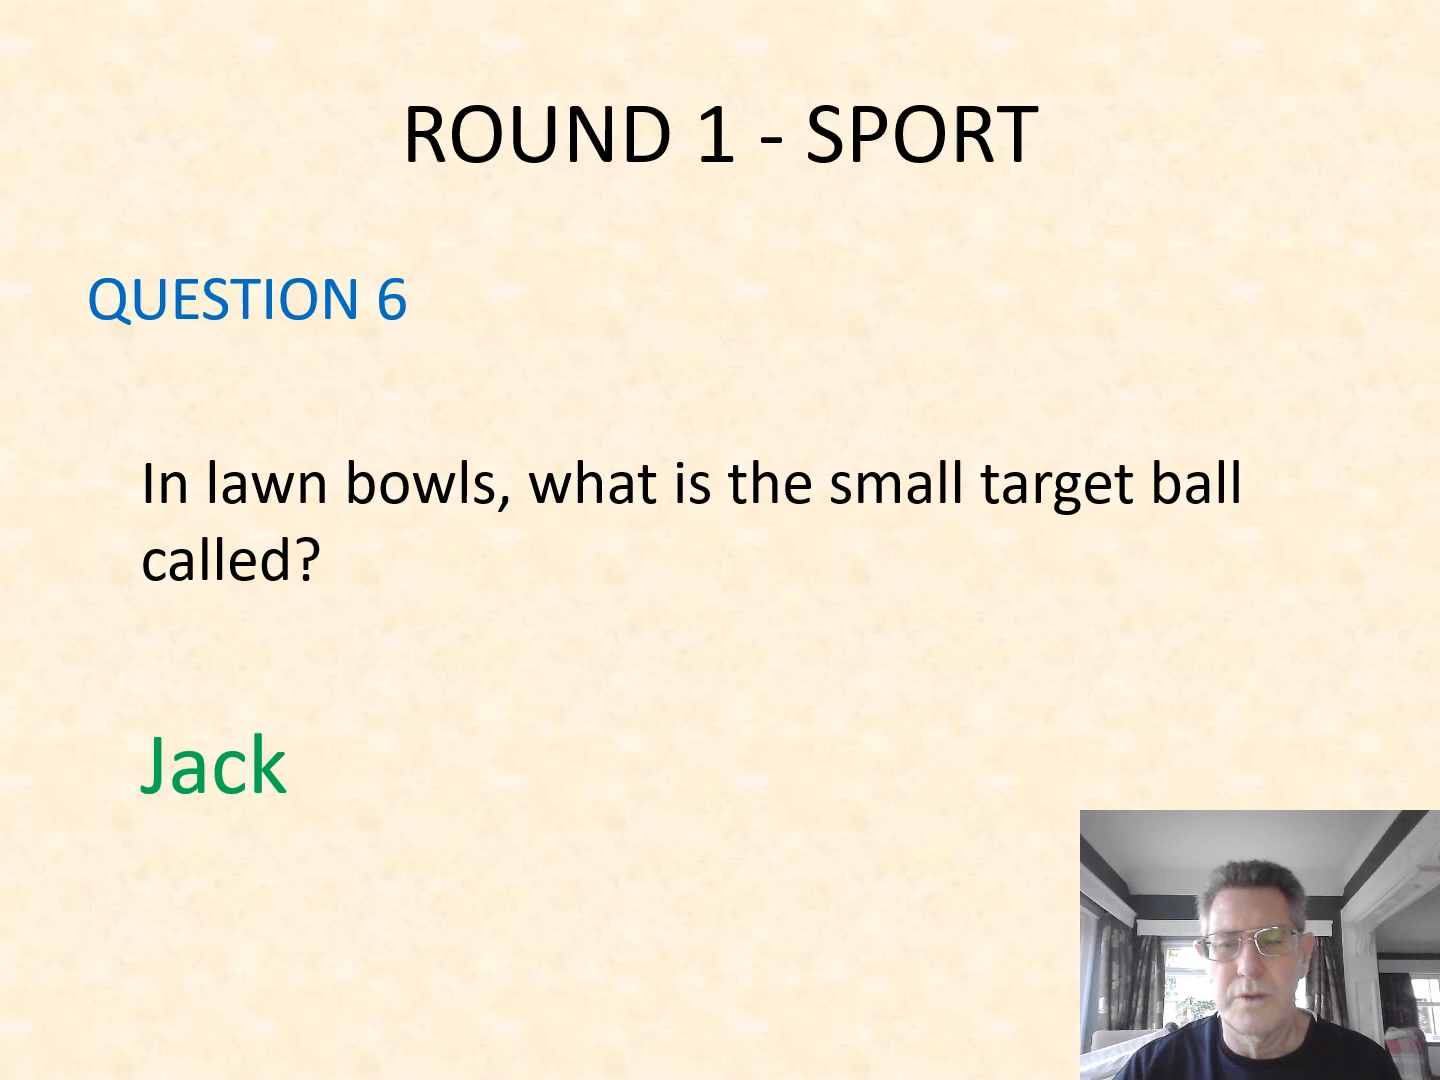 ROUND 1 - SPORT
QUESTION 6
In lawn bowls, what is the small target ball
called?
Jack